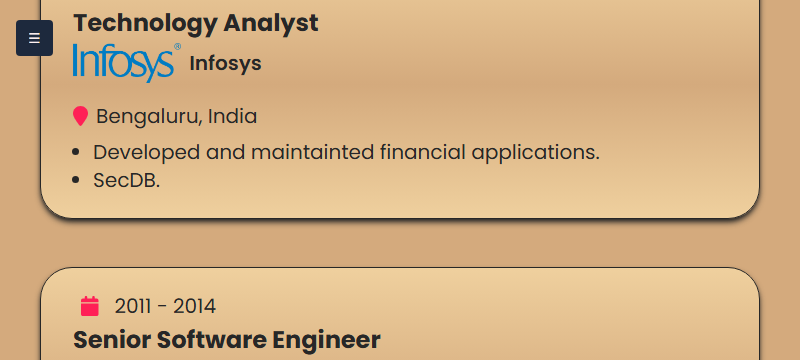 Technology Analyst
Infosys® Infosys
Bengaluru, India
• Developed and maintainted financial applications.
• SecDB.
2011 - 2014
Senior Software Engineer